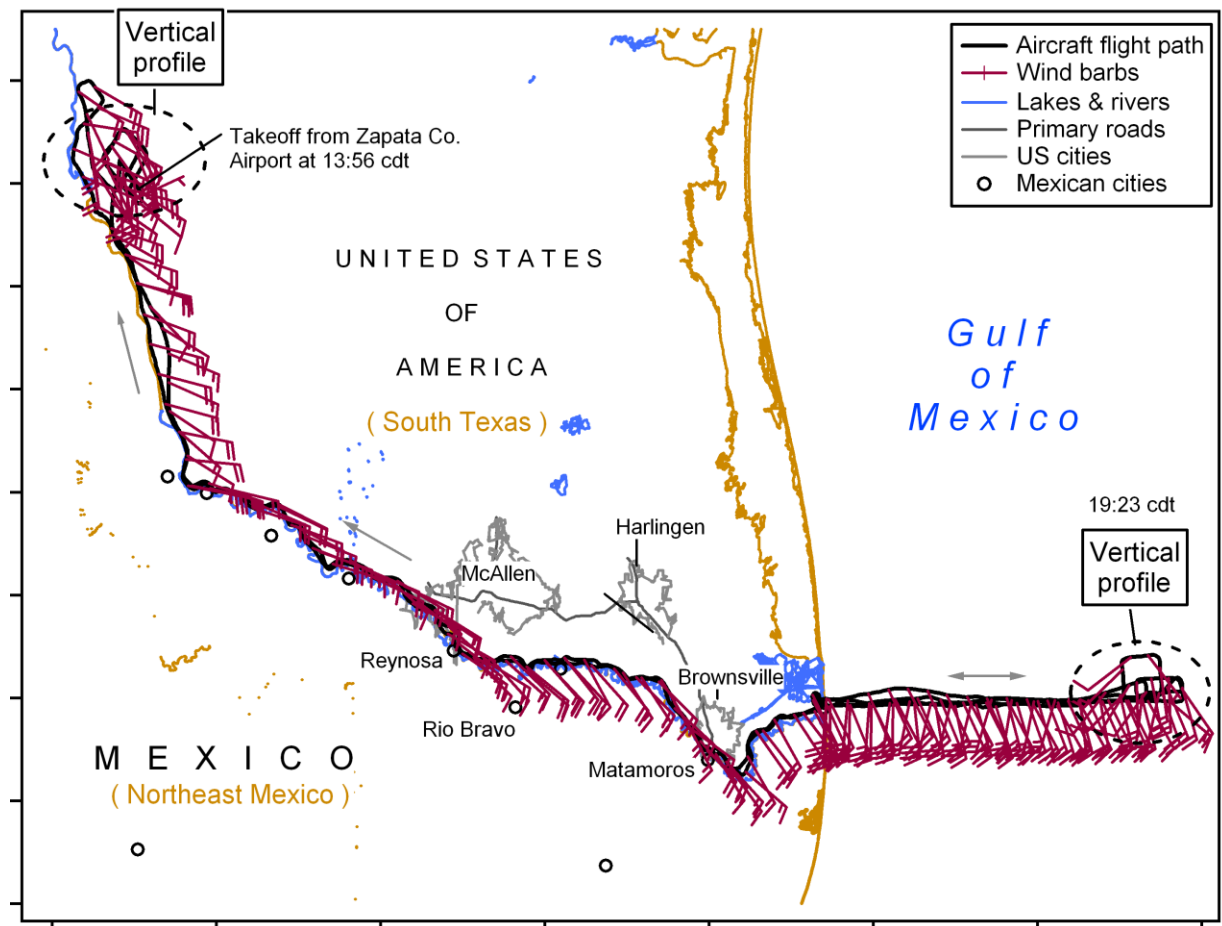 Vertical
profile
Takeoff from Zapata Co.
Airport at 13:56 cdt
Aircraft flight path
Wind barbs
Lakes & rivers
Primary roads
US cities
Mexican cities
UNITED STATES
OF
AMERICA
( South Texas )
Gulf
of
Mexico
19:23 cdt
Vertical
profile
Harlingen
McAllen
Reynosa
Brownsville
Rio Bravo
Matamoros
MEXICO
( Northeast Mexico )